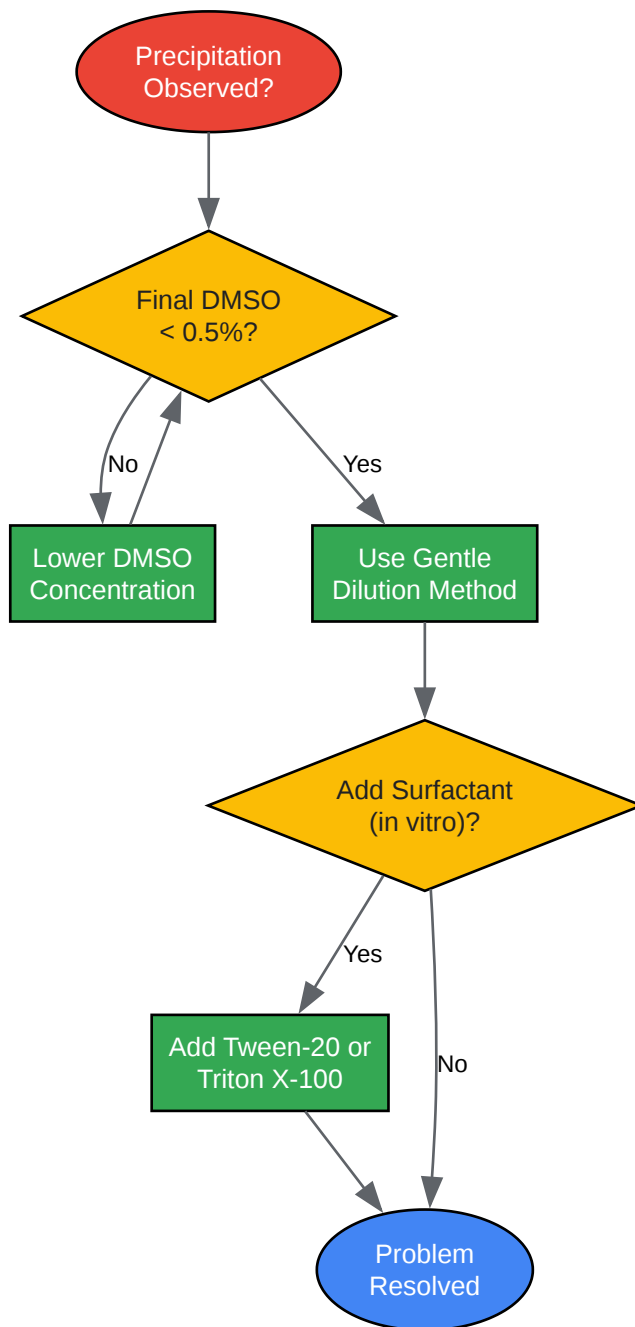 Precipitation
Observed?
Final DMSO
< 0.5%?
No
Yes
Lower DMSO
Concentration
Use Gentle
Dilution Method
Add Surfactant
(in vitro)?
Yes
Add Tween-20 or
Triton X-100
No
Problem
Resolved